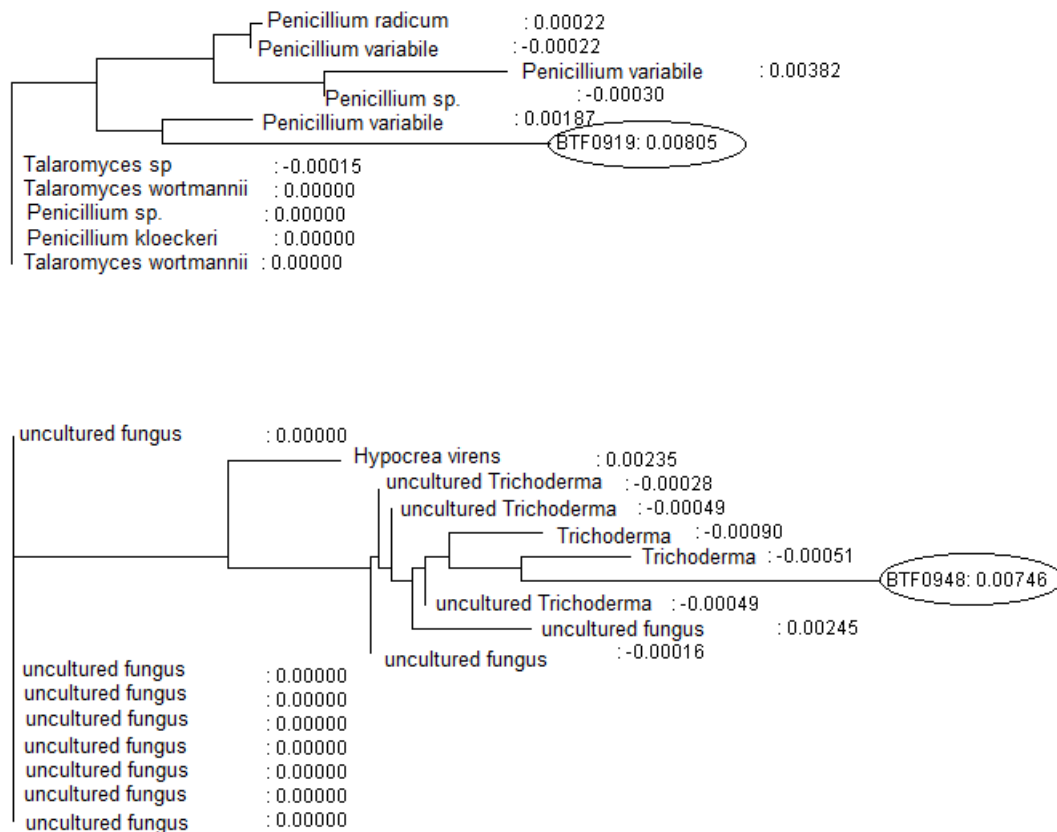 Penicillium radicum : 0.00022
Penicillium variabile : -0.00022
Penicillium variabile : 0.00382
Penicillium sp. : -0.00030
Penicillium variabile : 0.00187
BTF0919: 0.00805
Talaromyces sp : -0.00015
Talaromyces wortmannii : 0.00000
Penicillium sp. : 0.00000
Penicillium kloeckeri : 0.00000
Talaromyces wortmannii : 0.00000
uncultured fungus : 0.00000
Hypocrea virens : 0.00235
uncultured Trichoderma : -0.00028
uncultured Trichoderma : -0.00049
Trichoderma : -0.00090
Trichoderma : -0.00051
BTF0948: 0.00746
uncultured Trichoderma : -0.00049
uncultured fungus : 0.00245
uncultured fungus : -0.00016
uncultured fungus : 0.00000
uncultured fungus : 0.00000
uncultured fungus : 0.00000
uncultured fungus : 0.00000
uncultured fungus : 0.00000
uncultured fungus : 0.00000
uncultured fungus : 0.00000